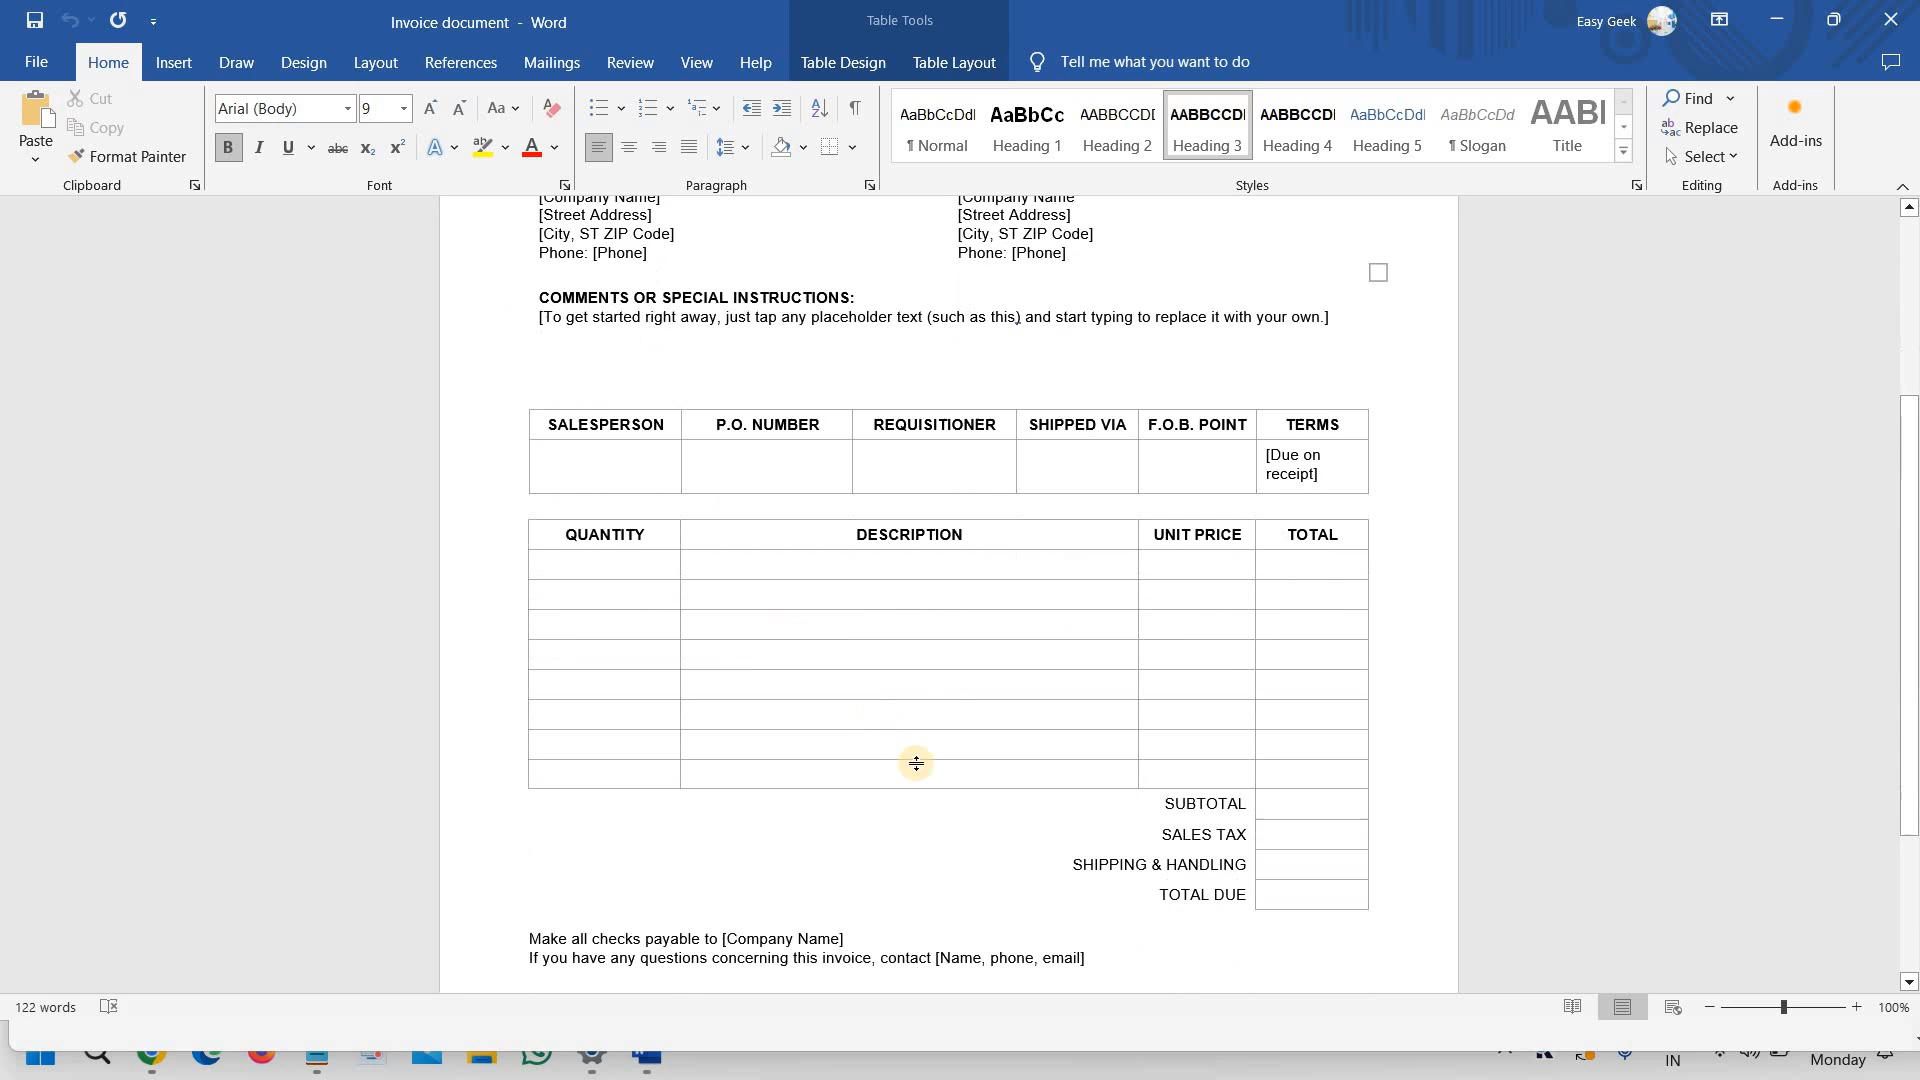 Invoice document - Word
Table Tools
Easy Geek
File
Home
Insert
Draw
Design
Layout
References
Mailings
Review
View
Help
Table Design
Table Layout
Tell me what you want to do
Paste
Cut
Copy
Format Painter
Clipboard
Arial (Body)
9
Font
Paragraph
AaBbCcDdI
¶ Normal
AaBbCc
Heading 1
AABBCCDI
Heading 2
AABBCCDI
Heading 3
AABBCCDI
Heading 4
AaBbCcDdI
Heading 5
AaBbCcDd
¶ Slogan
AABI
Title
Styles
Find
Replace
Select
Editing
Add-ins
Add-ins
[Company Name]
[Street Address]
[City, ST ZIP Code]
Phone: [Phone]
[Company Name
[Street Address]
[City, ST ZIP Code]
Phone: [Phone]
COMMENTS OR SPECIAL INSTRUCTIONS:
[To get started right away, just tap any placeholder text (such as this) and start typing to replace it with your own.]
SALESPERSON
P.O. NUMBER
REQUISITIONER
SHIPPED VIA
F.O.B. POINT
TERMS
[Due on
receipt]
QUANTITY
DESCRIPTION
UNIT PRICE
TOTAL
SUBTOTAL
SALES TAX
SHIPPING & HANDLING
TOTAL DUE
Make all checks payable to [Company Name]
If you have any questions concerning this invoice, contact [Name, phone, email]
122 words
100%
IN
Monday